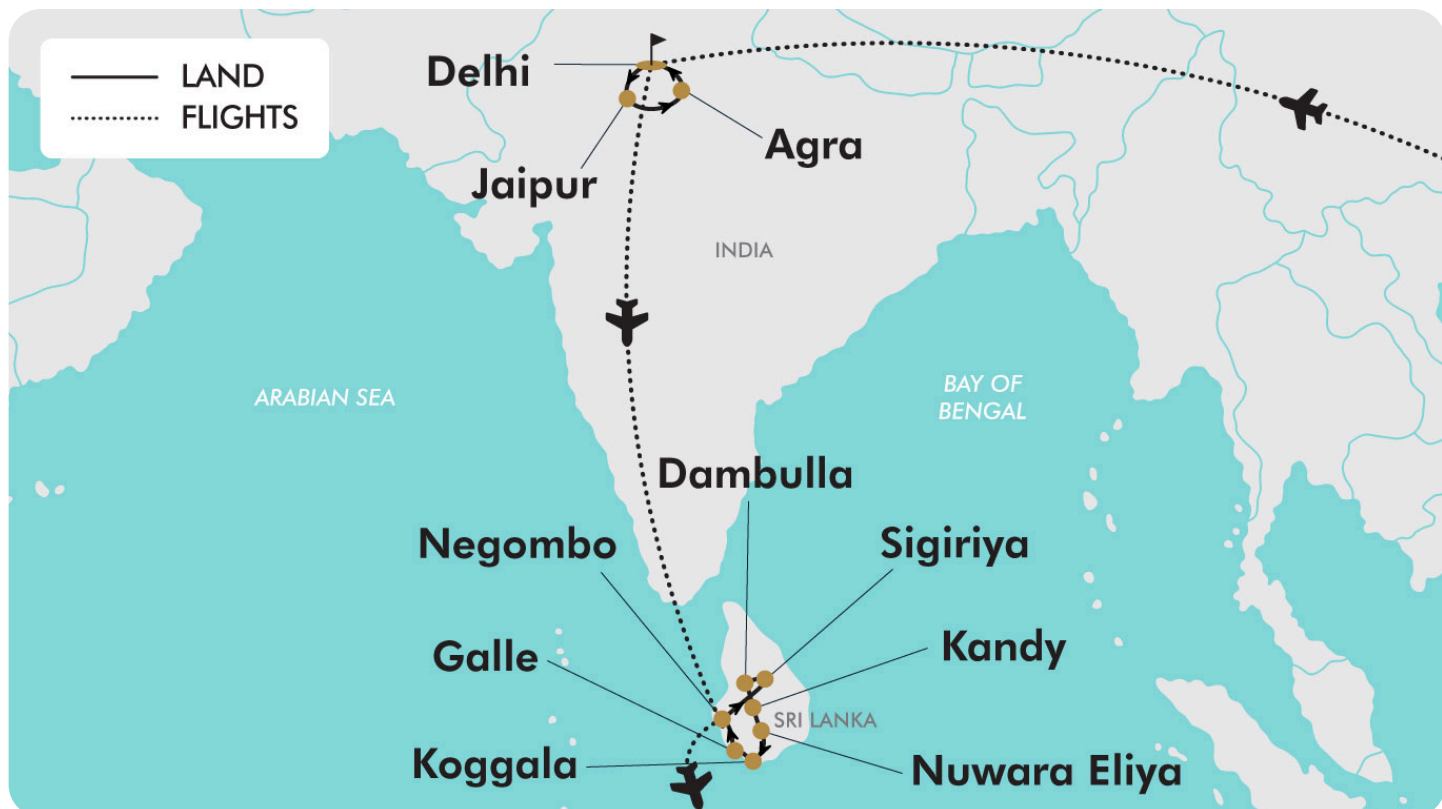 LAND
FLIGHTS
Delhi
Agra
Jaipur
INDIA
ARABIAN SEA
BAY OF
BENGAL
Dambulla
Negombo
Sigiriya
Galle
Kandy
SRI LANKA
Koggala
Nuwara Eliya